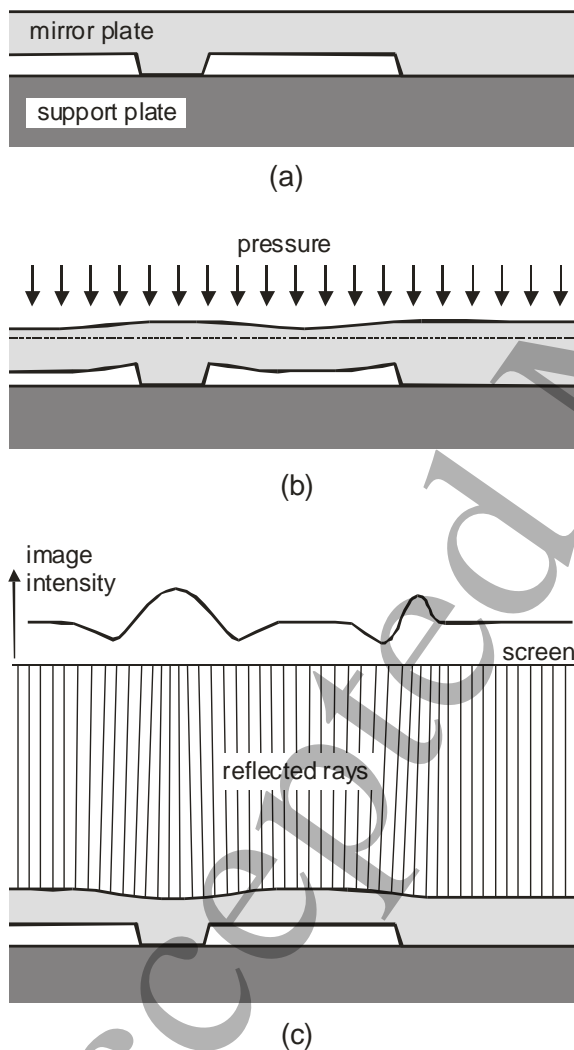 mirror plate
support plate
(a)
pressure
(b)
image
intensity
screen
reflected rays
(c)